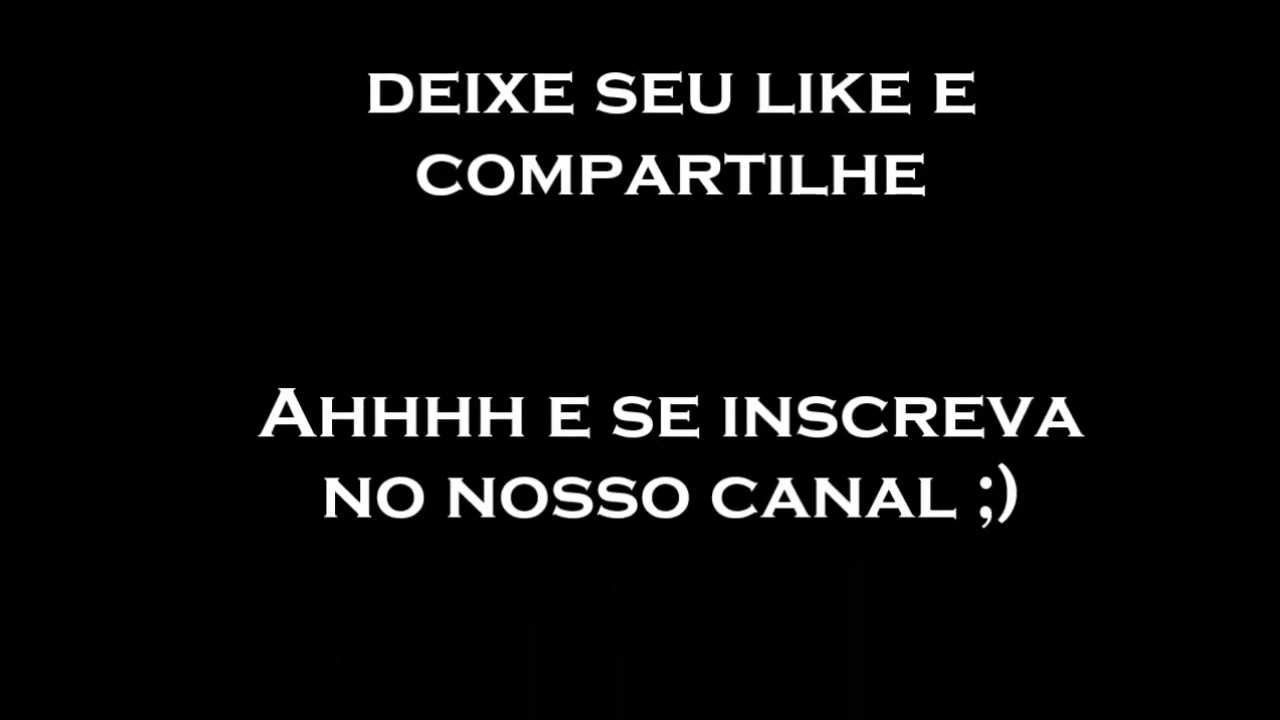 DEIXE SEU LIKE E
COMPARTILHE
AHHHH E SE INSCREVA
NO NOSSO CANAL ;)